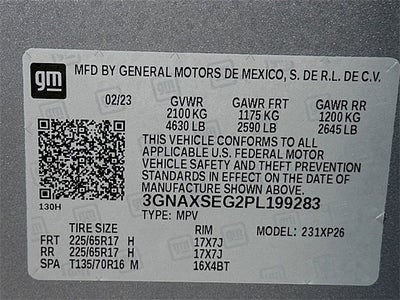 gm
MFD BY GENERAL MOTORS DE MEXICO, S. DE R.L. DE C.V.
02/23 GVWR GAWR FRT GAWR RR
2100 KG 1175 KG 1200 KG
4630 LB 2590 LB 2645 LB
THIS VEHICLE CONFORMS TO ALL
APPLICABLE U.S. FEDERAL MOTOR
VEHICLE SAFETY AND THEFT PREVENTION
STANDARDS IN EFFECT ON THE DATE OF
MANUFACTURE SHOWN ABOVE.
130H 3GNAXSEG2PL199283
TYPE: MPV MODEL: 231XP26
TIRE SIZE RIM
FRT 225/65R17 H 17X7J
RR 225/65R17 H 17X7J
SPA T135/70R16 M 16X4BT